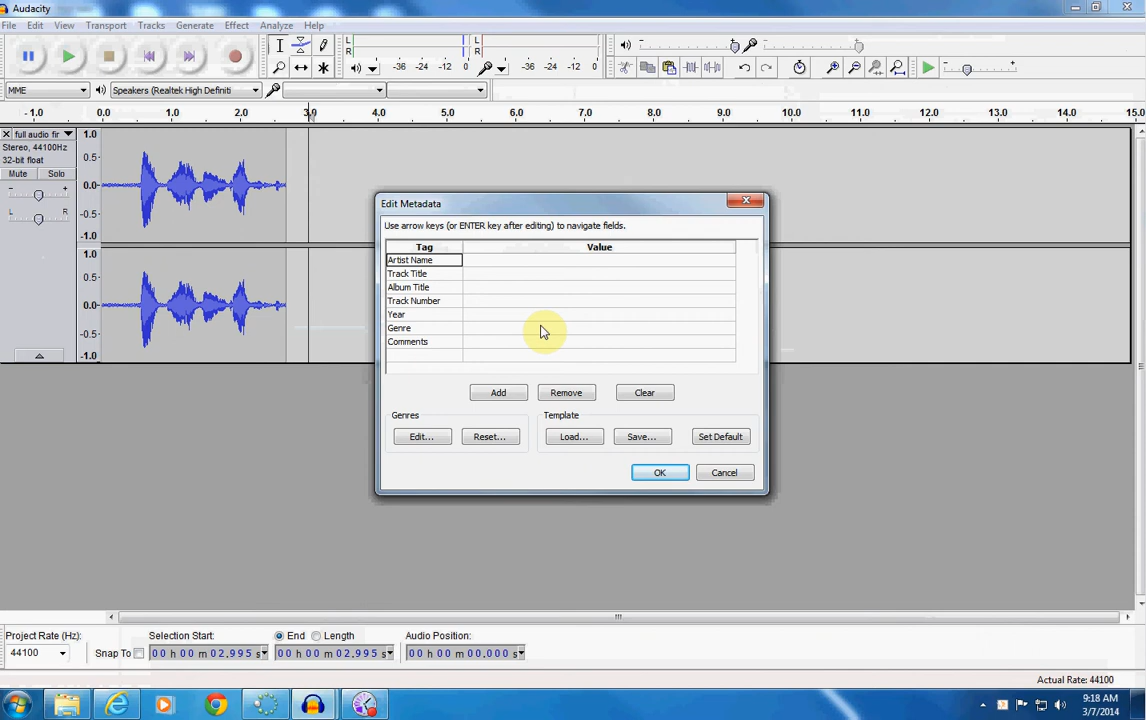 Audacity
File Edit View Transport Tracks Generate Effect Analyze Help
L
R
-36 -24 -12 0
L
R
-36 -24 -12 0
MME
Speakers (Realtek High Definiti
-1.0 0.0 1.0 2.0 3.0 4.0 5.0 6.0 7.0 8.0 9.0 10.0 11.0 12.0 13.0 14.0 15.0
full audio fir
Stereo, 44100Hz
32-bit float
Mute Solo
- +
L R
1.0
0.5-
0.0-
-0.5-
-1.0
1.0
0.5-
0.0-
-0.5-
-1.0
Edit Metadata
Use arrow keys (or ENTER key after editing) to navigate fields.
Tag Value
Artist Name
Track Title
Album Title
Track Number
Year
Genre
Comments
Add Remove Clear
Genres
Edit... Reset...
Template
Load... Save... Set Default
OK Cancel
Project Rate (Hz):
44100
Snap To
Selection Start:
00 h 00 m 02.995 s
End Length
00 h 00 m 02.995 s
Audio Position:
00 h 00 m 00.000 s
Actual Rate: 44100
9:18 AM
3/7/2014